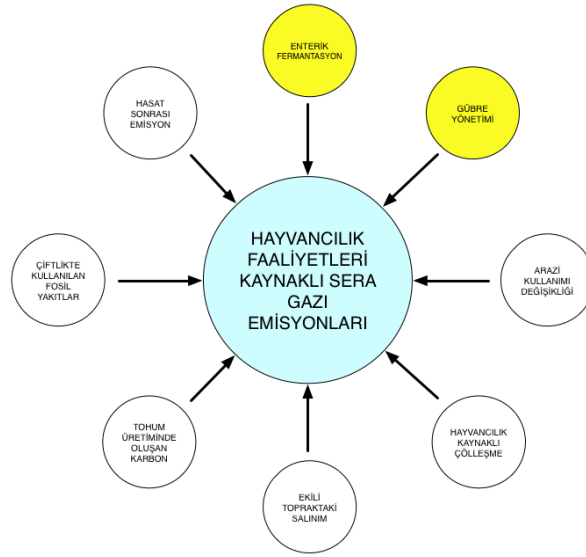 ENTERİK
FERMANTASYON
GÜBRE
YÖNETİMİ
HASAT
SONRASI
EMİSYON
HAYVANCILIK
FAALİYETLERİ
KAYNAKLI SERA
GAZI
EMİSYONLARI
ÇİFTLİKTE
KULLANILAN
FOSİL
YAKITLAR
ARAZİ
KULLANIMI
DEĞİŞİKLİĞİ
TOHUM
ÜRETİMİNDE
OLUŞAN
KARBON
HAYVANCILIK
KAYNAKLI
ÇÖLLEŞME
EKİLİ
TOPRAKTAKİ
SALINIM